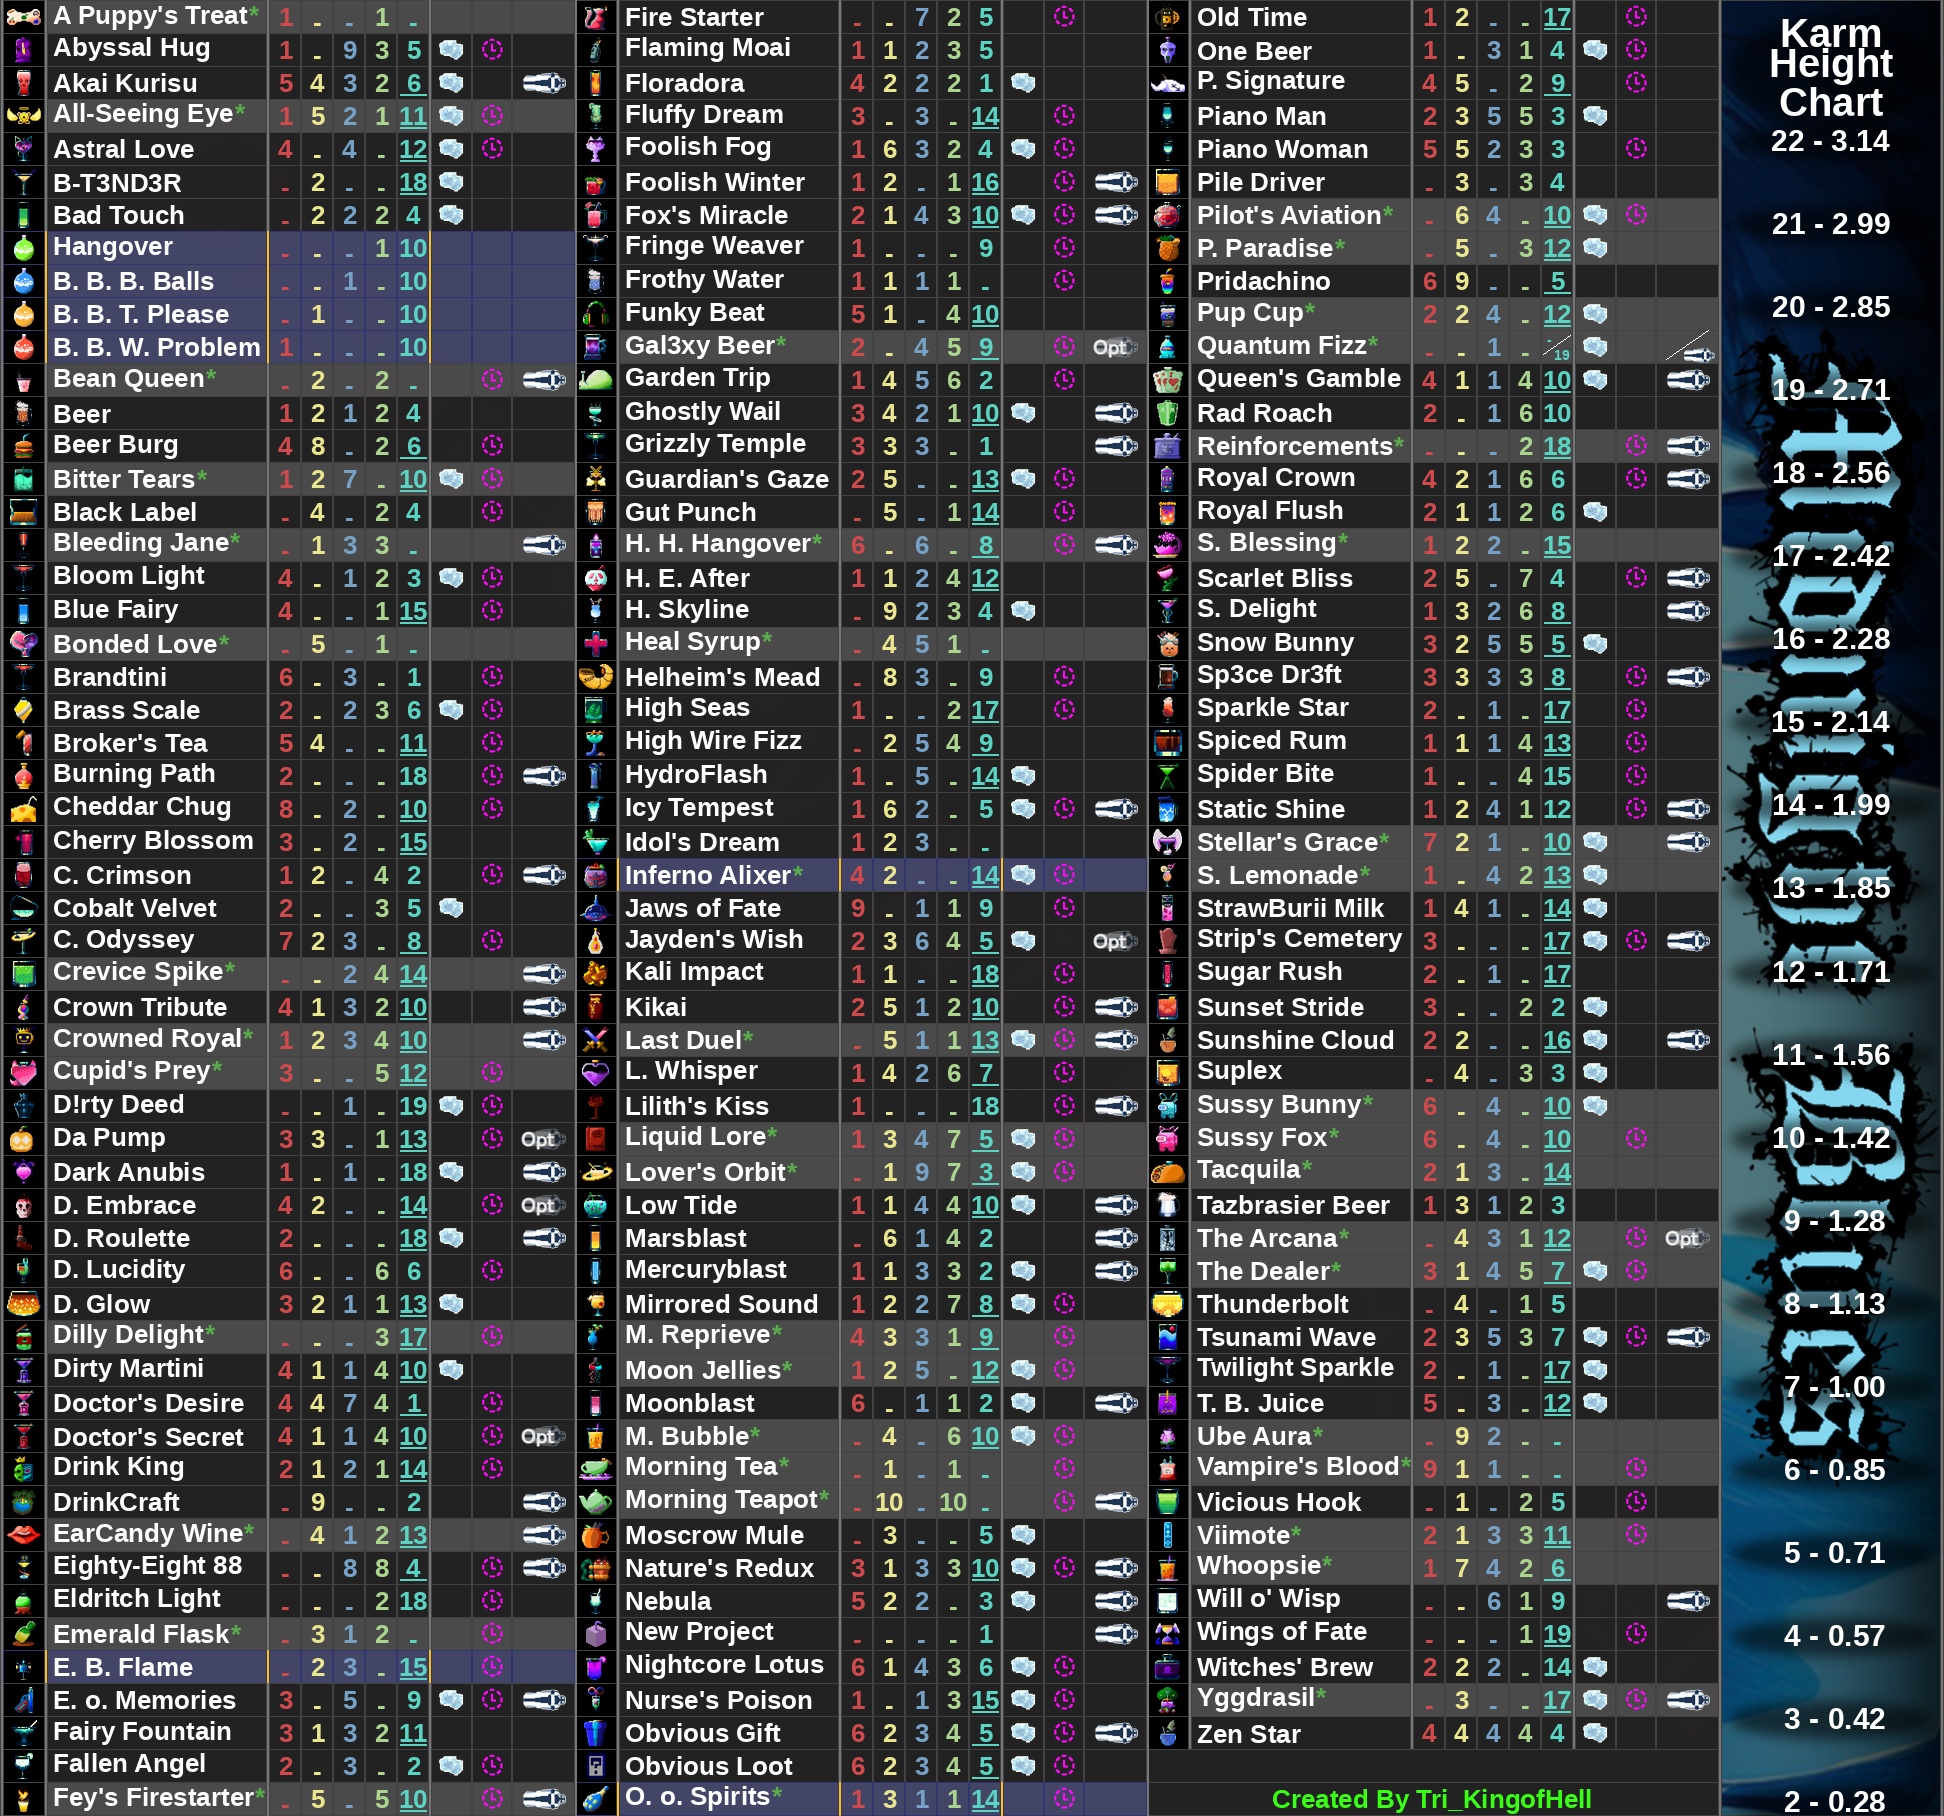 A Puppy's Treat* 1 - - 1 -
Abyssal Hug 1 - 9 3 5
Akai Kurisu 5 4 3 2 6
All-Seeing Eye* 1 5 2 1 11
Astral Love 4 - 4 - 12
B-T3ND3R - 2 - - 18
Bad Touch - 2 2 2 4
Hangover - - - 1 10
B. B. B. Balls - - 1 - 10
B. B. T. Please - 1 - - 10
B. B. W. Problem 1 - - - 10
Bean Queen* - 2 - 2 -
Beer 1 2 1 2 4
Beer Burg 4 8 - 2 6
Bitter Tears* 1 2 7 - 10
Black Label - 4 - 2 4
Bleeding Jane* - 1 3 3 -
Bloom Light 4 - 1 2 3
Blue Fairy 4 - - 1 15
Bonded Love* - 5 - 1 -
Brandtini 6 - 3 - 1
Brass Scale 2 - 2 3 6
Broker's Tea 5 4 - - 11
Burning Path 2 - - - 18
Cheddar Chug 8 - 2 - 10
Cherry Blossom 3 - 2 - 15
C. Crimson 1 2 - 4 2
Cobalt Velvet 2 - - 3 5
C. Odyssey 7 2 3 - 8
Crevice Spike* - - 2 4 14
Crown Tribute 4 1 3 2 10
Crowned Royal* 1 2 3 4 10
Cupid's Prey* 3 - - 5 12
D!rty Deed - - 1 - 19
Da Pump 3 3 - 1 13 Opt
Dark Anubis 1 - 1 - 18
D. Embrace 4 2 - - 14 Opt
D. Roulette 2 - - - 18
D. Lucidity 6 - - 6 6
D. Glow 3 2 1 1 13
Dilly Delight* - - - 3 17
Dirty Martini 4 1 1 4 10
Doctor's Desire 4 4 7 4 1
Doctor's Secret 4 1 1 4 10 Opt
Drink King 2 1 2 1 14
DrinkCraft - 9 - - 2
EarCandy Wine* - 4 1 2 13
Eighty-Eight 88 - - 8 8 4
Eldritch Light - - - 2 18
Emerald Flask* - 3 1 2 -
E. B. Flame - 2 3 - 15
E. o. Memories 3 - 5 - 9
Fairy Fountain 3 1 3 2 11
Fallen Angel 2 - 3 - 2
Fey's Firestarter* - 5 - 5 10
Fire Starter - - 7 2 5
Flaming Moai 1 1 2 3 5
Floradora 4 2 2 2 1
Fluffy Dream 3 - 3 - 14
Foolish Fog 1 6 3 2 4
Foolish Winter 1 2 - 1 16
Fox's Miracle 2 1 4 3 10
Fringe Weaver 1 - - - 9
Frothy Water 1 1 1 1 -
Funky Beat 5 1 - 4 10
Gal3xy Beer* 2 - 4 5 9 Opt
Garden Trip 1 4 5 6 2
Ghostly Wail 3 4 2 1 10
Grizzly Temple 3 3 3 - 1
Guardian's Gaze 2 5 - - 13
Gut Punch - 5 - 1 14
H. H. Hangover* 6 - 6 - 8
H. E. After 1 1 2 4 12
H. Skyline - 9 2 3 4
Heal Syrup* - 4 5 1 -
Helheim's Mead - 8 3 - 9
High Seas 1 - - 2 17
High Wire Fizz - 2 5 4 9
HydroFlash 1 - 5 - 14
Icy Tempest 1 6 2 - 5
Idol's Dream 1 2 3 - -
Inferno Alixer* 4 2 - - 14
Jaws of Fate 9 - 1 1 9
Jayden's Wish 2 3 6 4 5 Opt
Kali Impact 1 1 - - 18
Kikai 2 5 1 2 10
Last Duel* - 5 1 1 13
L. Whisper 1 4 2 6 7
Lilith's Kiss 1 - - - 18
Liquid Lore* 1 3 4 7 5
Lover's Orbit* - 1 9 7 3
Low Tide 1 1 4 4 10
Marsblast - 6 1 4 2
Mercuryblast 1 1 3 3 2
Mirrored Sound 1 2 2 7 8
M. Reprieve* 4 3 3 1 9
Moon Jellies* 1 2 5 - 12
Moonblast 6 - 1 1 2
M. Bubble* - 4 - 6 10
Morning Tea* - 1 - 1 -
Morning Teapot* - 10 - 10 -
Moscrow Mule - 3 - - 5
Nature's Redux 3 1 3 3 10
Nebula 5 2 2 - 3
New Project - - - - 1
Nightcore Lotus 6 1 4 3 6
Nurse's Poison 1 - 1 3 15
Obvious Gift 6 2 3 4 5
Obvious Loot 6 2 3 4 5
O. o. Spirits* 1 3 1 1 14
Old Time 1 2 - - 17
One Beer 1 - 3 1 4
P. Signature 4 5 - 2 9
Piano Man 2 3 5 5 3
Piano Woman 5 5 2 3 3
Pile Driver - 3 - 3 4
Pilot's Aviation* - 6 4 - 10
P. Paradise* - 5 - 3 12
Pridachino 6 9 - - 5
Pup Cup* 2 2 4 - 12
Quantum Fizz* - - 1 - - 19
Queen's Gamble 4 1 1 4 10
Rad Roach 2 - 1 6 10
Reinforcements* - - - 2 18
Royal Crown 4 2 1 6 6
Royal Flush 2 1 1 2 6
S. Blessing* 1 2 2 - 15
Scarlet Bliss 2 5 - 7 4
S. Delight 1 3 2 6 8
Snow Bunny 3 2 5 5 5
Sp3ce Dr3ft 3 3 3 3 8
Sparkle Star 2 - 1 - 17
Spiced Rum 1 1 1 4 13
Spider Bite 1 - - 4 15
Static Shine 1 2 4 1 12
Stellar's Grace* 7 2 1 - 10
S. Lemonade* 1 - 4 2 13
StrawBurii Milk 1 4 1 - 14
Strip's Cemetery 3 - - - 17
Sugar Rush 2 - 1 - 17
Sunset Stride 3 - - 2 2
Sunshine Cloud 2 2 - - 16
Suplex - 4 - 3 3
Sussy Bunny* 6 - 4 - 10
Sussy Fox* 6 - 4 - 10
Tacquila* 2 1 3 - 14
Tazbrasier Beer 1 3 1 2 3
The Arcana* - 4 3 1 12 Opt
The Dealer* 3 1 4 5 7
Thunderbolt - 4 - 1 5
Tsunami Wave 2 3 5 3 7
Twilight Sparkle 2 - 1 - 17
T. B. Juice 5 - 3 - 12
Ube Aura* - 9 2 - -
Vampire's Blood* 9 1 1 - -
Vicious Hook - 1 - 2 5
Viimote* 2 1 3 3 11
Whoopsie* 1 7 4 2 6
Will o' Wisp - - 6 1 9
Wings of Fate - - - 1 19
Witches' Brew 2 2 2 - 14
Yggdrasil* - 3 - - 17
Zen Star 4 4 4 4 4
Created By Tri_KingofHell
Karm
Height
Chart
22 - 3.14
21 - 2.99
20 - 2.85
19 - 2.71
18 - 2.56
17 - 2.42
16 - 2.28
15 - 2.14
14 - 1.99
13 - 1.85
12 - 1.71
11 - 1.56
10 - 1.42
9 - 1.28
8 - 1.13
7 - 1.00
6 - 0.85
5 - 0.71
4 - 0.57
3 - 0.42
2 - 0.28